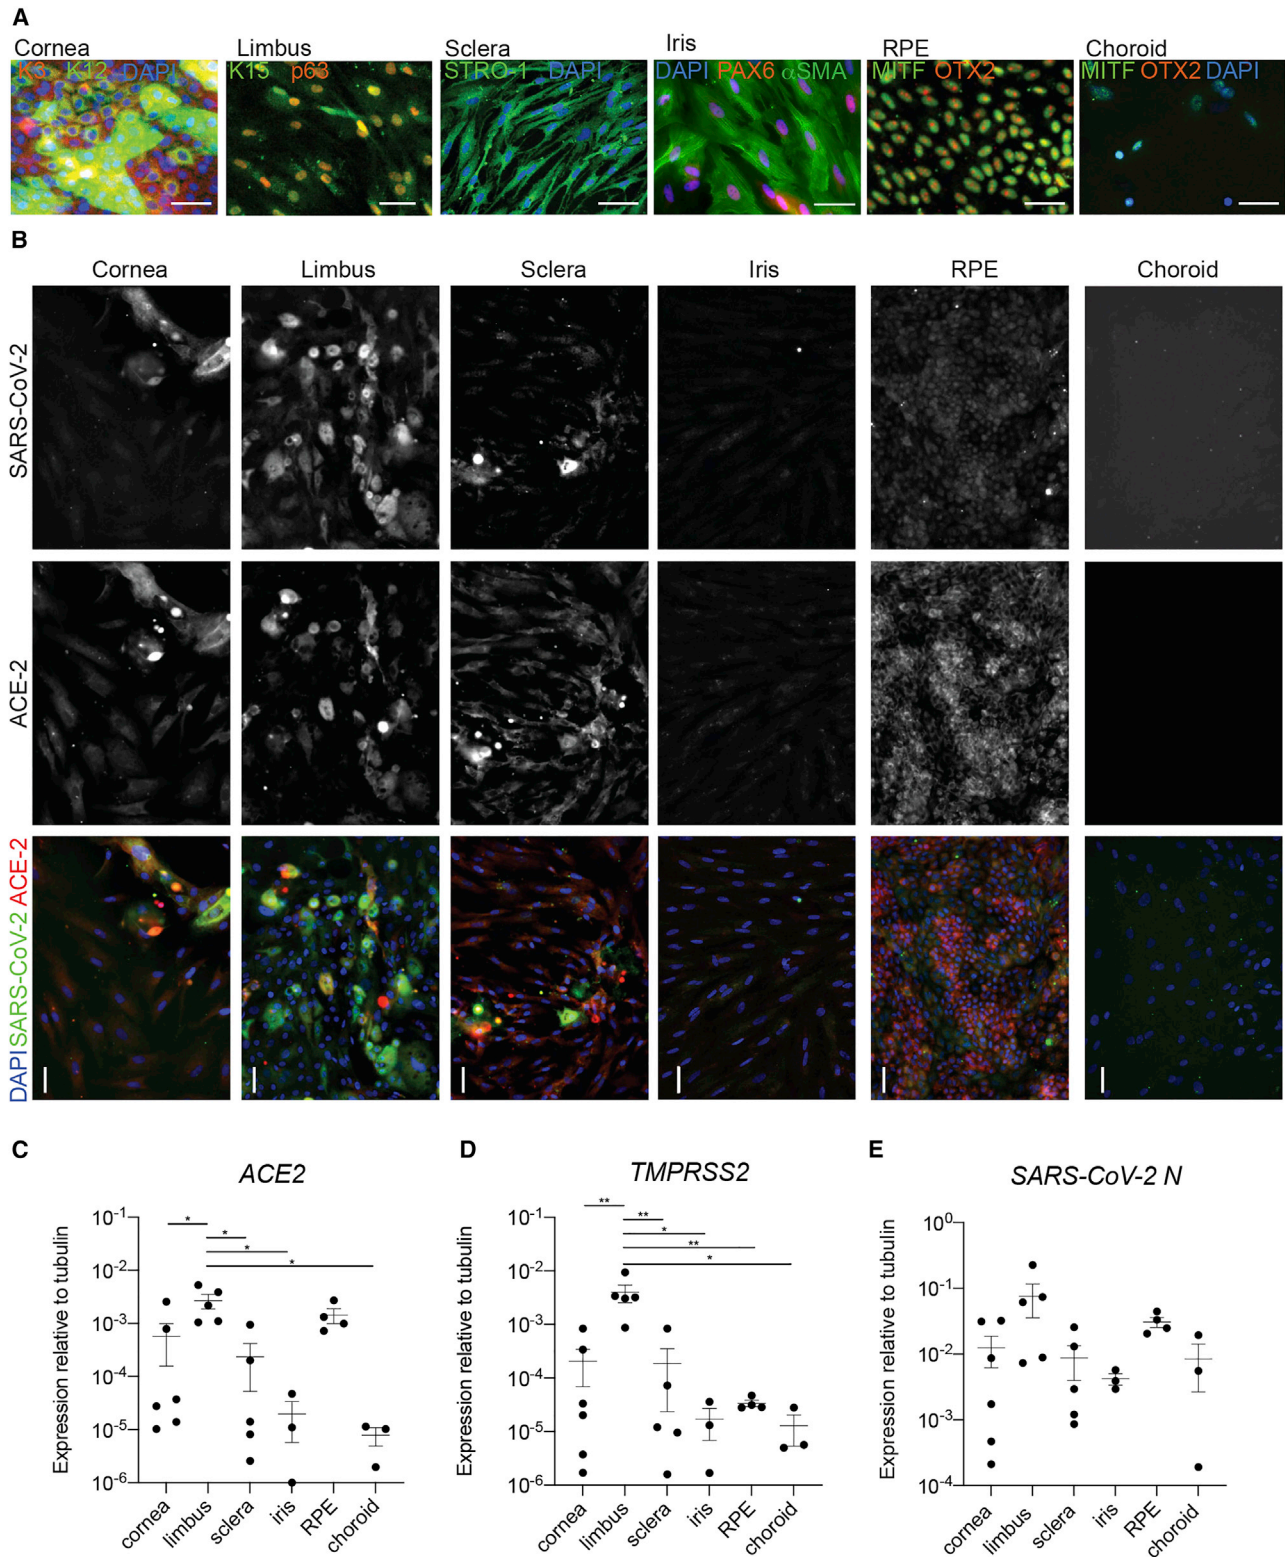 A
Cornea Limbus Sclera Iris RPE Choroid
K3 K12 DAPI K15 p63 STRO-1 DAPI DAPI PAX6 αSMA MITF OTX2 MITF OTX2 DAPI
B
Cornea Limbus Sclera Iris RPE Choroid
SARS-CoV-2
ACE-2
DAPI SARS-CoV-2 ACE-2
C
ACE2
Expression relative to tubulin
10-1
10-2
10-3
10-4
10-5
10-6
*
*
*
*
cornea limbus sclera iris RPE choroid
D
TMPRSS2
Expression relative to tubulin
10-1
10-2
10-3
10-4
10-5
10-6
**
**
*
**
*
cornea limbus sclera iris RPE choroid
E
SARS-CoV-2 N
Expression relative to tubulin
100
10-1
10-2
10-3
10-4
cornea limbus sclera iris RPE choroid